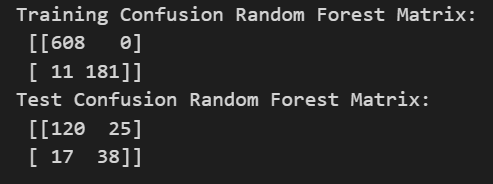 Training Confusion Random Forest Matrix:
[[608   0]
[ 11 181]]
Test Confusion Random Forest Matrix:
[[120  25]
[ 17  38]]